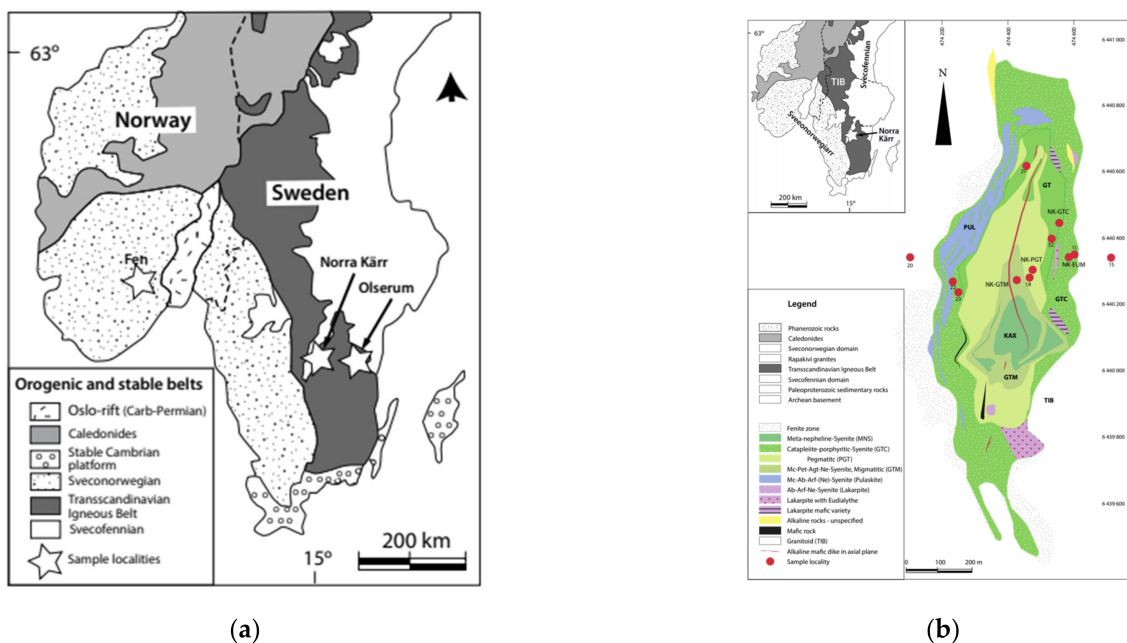 63°
Norway
Sweden
Norra Kärr
Olserum
Fen
Orogenic and stable belts
Oslo-rift (Carb-Permian)
Caledonides
Stable Cambrian
platform
Sveconorwegian
Transscandinavian
Igneous Belt
Svecofennian
Sample localities
200 km
15°
(a)
63°
TIB
Svecofennian
Sveeonorwegiarr
Norra
Kärr
200 km
15°
474 200
474 400
474 600
6 441 000
N
6 440 800
6 440 600
6 440 400
6 440 200
6 440 000
6 439 800
6 439 600
GT
NK-GTC
PUL
32
11
NK-PGT
NK-EUM
20
15
NK-GTM
14
22
23
GTC
KAX
GTM
TIB
Legend
Phanerozoic rocks
Caledonides
Sveconorwegian domain
Rapakivi granites
Transscandinavian Igneous Belt
Svecofennian domain
Paleoproterozoic sedimentary rocks
Archean basement
Fenite zone
Meta-nepheline-Syenite (MNS)
Catapleiite-porphyritic-Syenite (GTC)
Pegmatitc (PGT)
Mc-Pet-Agt-Ne-Syenite, Migmatitic (GTM)
Mc-Ab-Arf-(Ne)-Syenite (Pulaskite)
Ab-Arf-Ne-Syenite (Lakarpite)
Lakarpite with Eudialythe
Lakarpite mafic variety
Alkaline rocks - unspecified
Mafic rock
Granitoid (TIB)
Alkaline mafic dike in axial plane
Sample locality
0 100 200 m
(b)